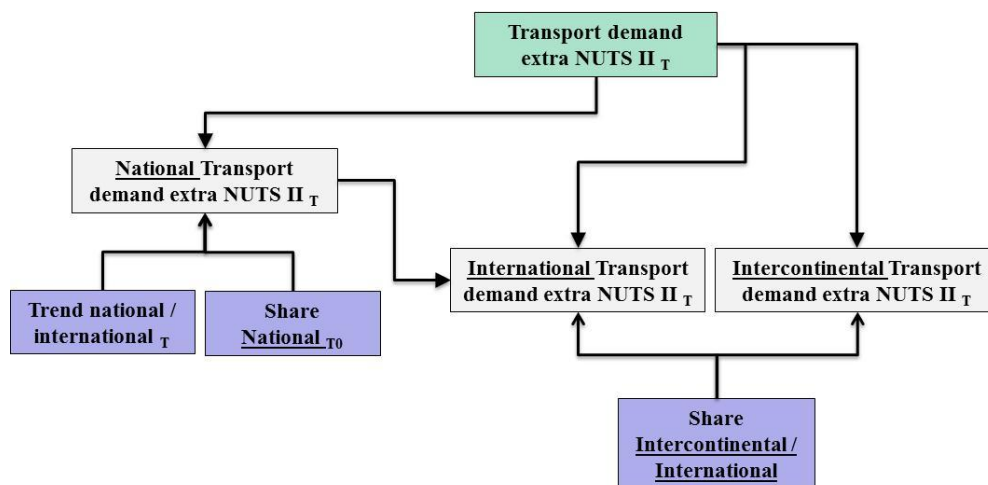 Transport demand
extra NUTS II T
National Transport
demand extra NUTS II T
International Transport
demand extra NUTS II T
Intercontinental Transport
demand extra NUTS II T
Trend national /
international T
Share
National T0
Share
Intercontinental /
International